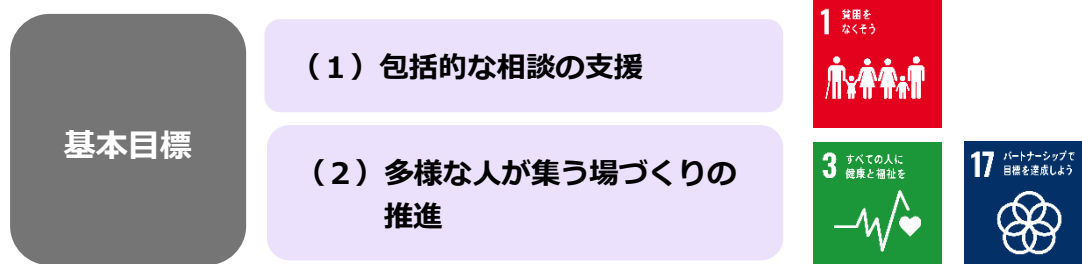 基本目標
（１）包括的な相談の支援
（２）多様な人が集う場づくりの
推進
1 貧困を
なくそう
3 すべての人に
健康と福祉を
17 パートナーシップで
目標を達成しよう